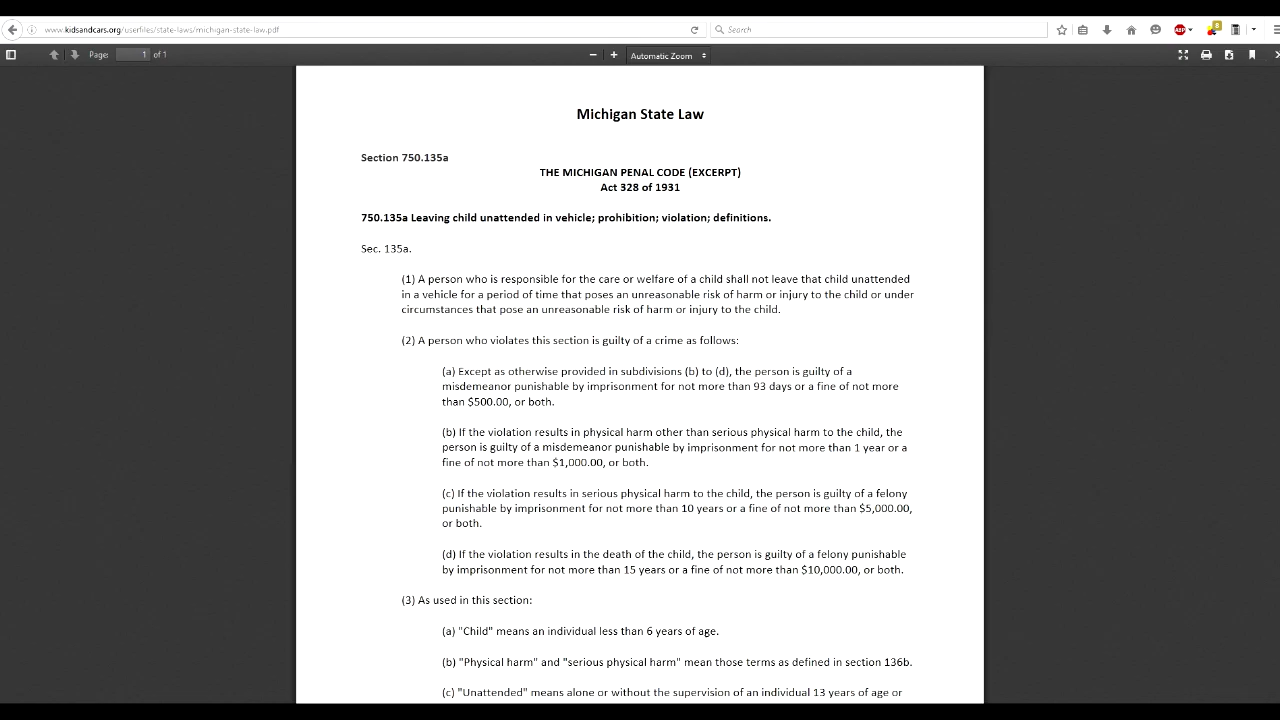 www.kidsandcars.org/userfiles/state-laws/michigan-state-law.pdf
Search
ABP
8
Page:
1
of 1
Automatic Zoom
Michigan State Law
Section 750.135a
THE MICHIGAN PENAL CODE (EXCERPT)
Act 328 of 1931
750.135a Leaving child unattended in vehicle; prohibition; violation; definitions.
Sec. 135a.
(1) A person who is responsible for the care or welfare of a child shall not leave that child unattended
in a vehicle for a period of time that poses an unreasonable risk of harm or injury to the child or under
circumstances that pose an unreasonable risk of harm or injury to the child.
(2) A person who violates this section is guilty of a crime as follows:
(a) Except as otherwise provided in subdivisions (b) to (d), the person is guilty of a
misdemeanor punishable by imprisonment for not more than 93 days or a fine of not more
than $500.00, or both.
(b) If the violation results in physical harm other than serious physical harm to the child, the
person is guilty of a misdemeanor punishable by imprisonment for not more than 1 year or a
fine of not more than $1,000.00, or both.
(c) If the violation results in serious physical harm to the child, the person is guilty of a felony
punishable by imprisonment for not more than 10 years or a fine of not more than $5,000.00,
or both.
(d) If the violation results in the death of the child, the person is guilty of a felony punishable
by imprisonment for not more than 15 years or a fine of not more than $10,000.00, or both.
(3) As used in this section:
(a) "Child" means an individual less than 6 years of age.
(b) "Physical harm" and "serious physical harm" mean those terms as defined in section 136b.
(c) "Unattended" means alone or without the supervision of an individual 13 years of age or